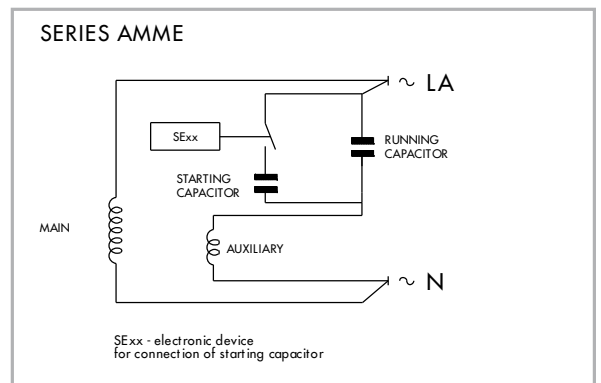 SERIES AMME
~ LA
SExx
RUNNING
CAPACITOR
STARTING
CAPACITOR
MAIN
AUXILIARY
~ N
SExx - electronic device
for connection of starting capacitor